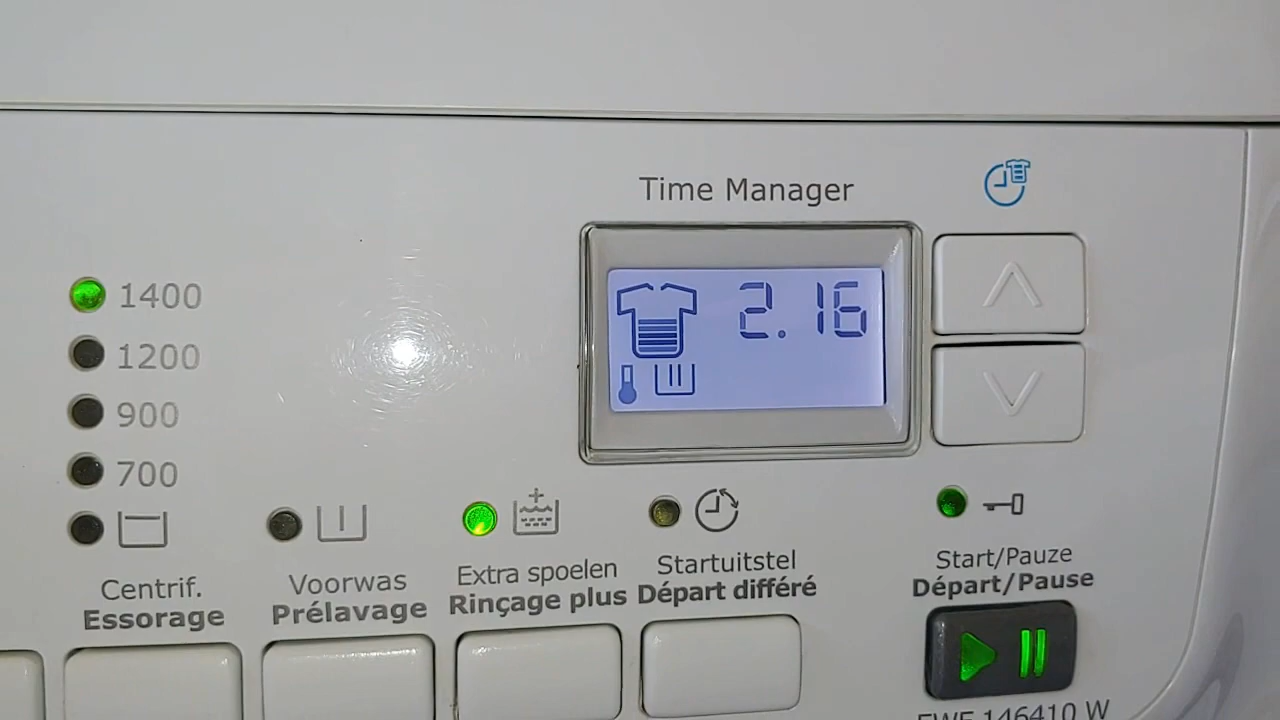 Time Manager
2.16
1400
1200
900
700
Centrif.
Essorage
Voorwas
Prélavage
Extra spoelen
Rinçage plus
Startuitstel
Départ différé
Start/Pauze
Départ/Pause
146410 W